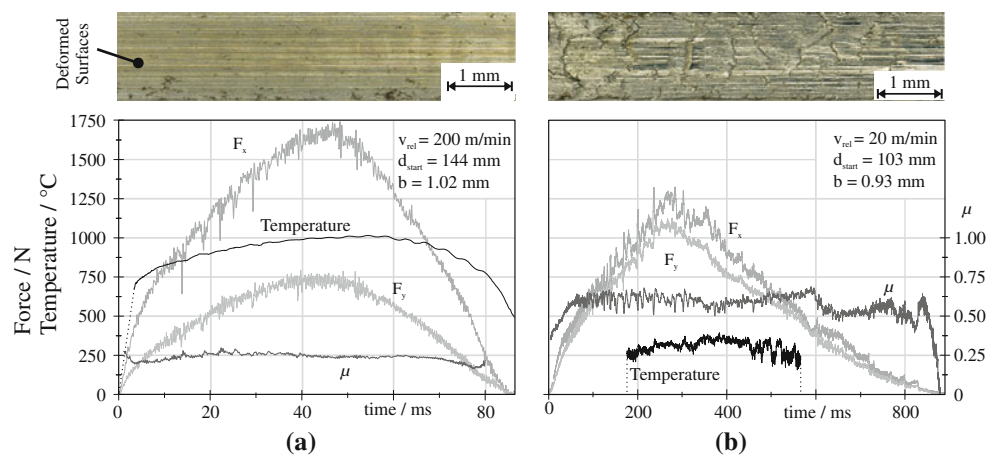 Deformed
Surfaces
1 mm
1 mm
Force / N
Temperature / °C
1750
1500
1250
1000
750
500
250
0
F_x
v_rel = 200 m/min
d_start = 144 mm
b = 1.02 mm
Temperature
F_y
μ
0
20
40
time / ms
80
(a)
v_rel = 20 m/min
d_start = 103 mm
b = 0.93 mm
F_x
F_y
μ
Temperature
μ
1.00
0.75
0.50
0.25
0
0
200
400
time / ms
800
(b)